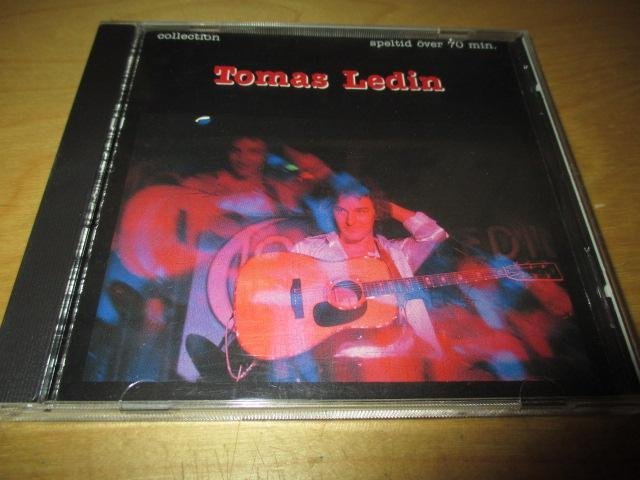 collection
speltid över 70 min.
Tomas Ledin